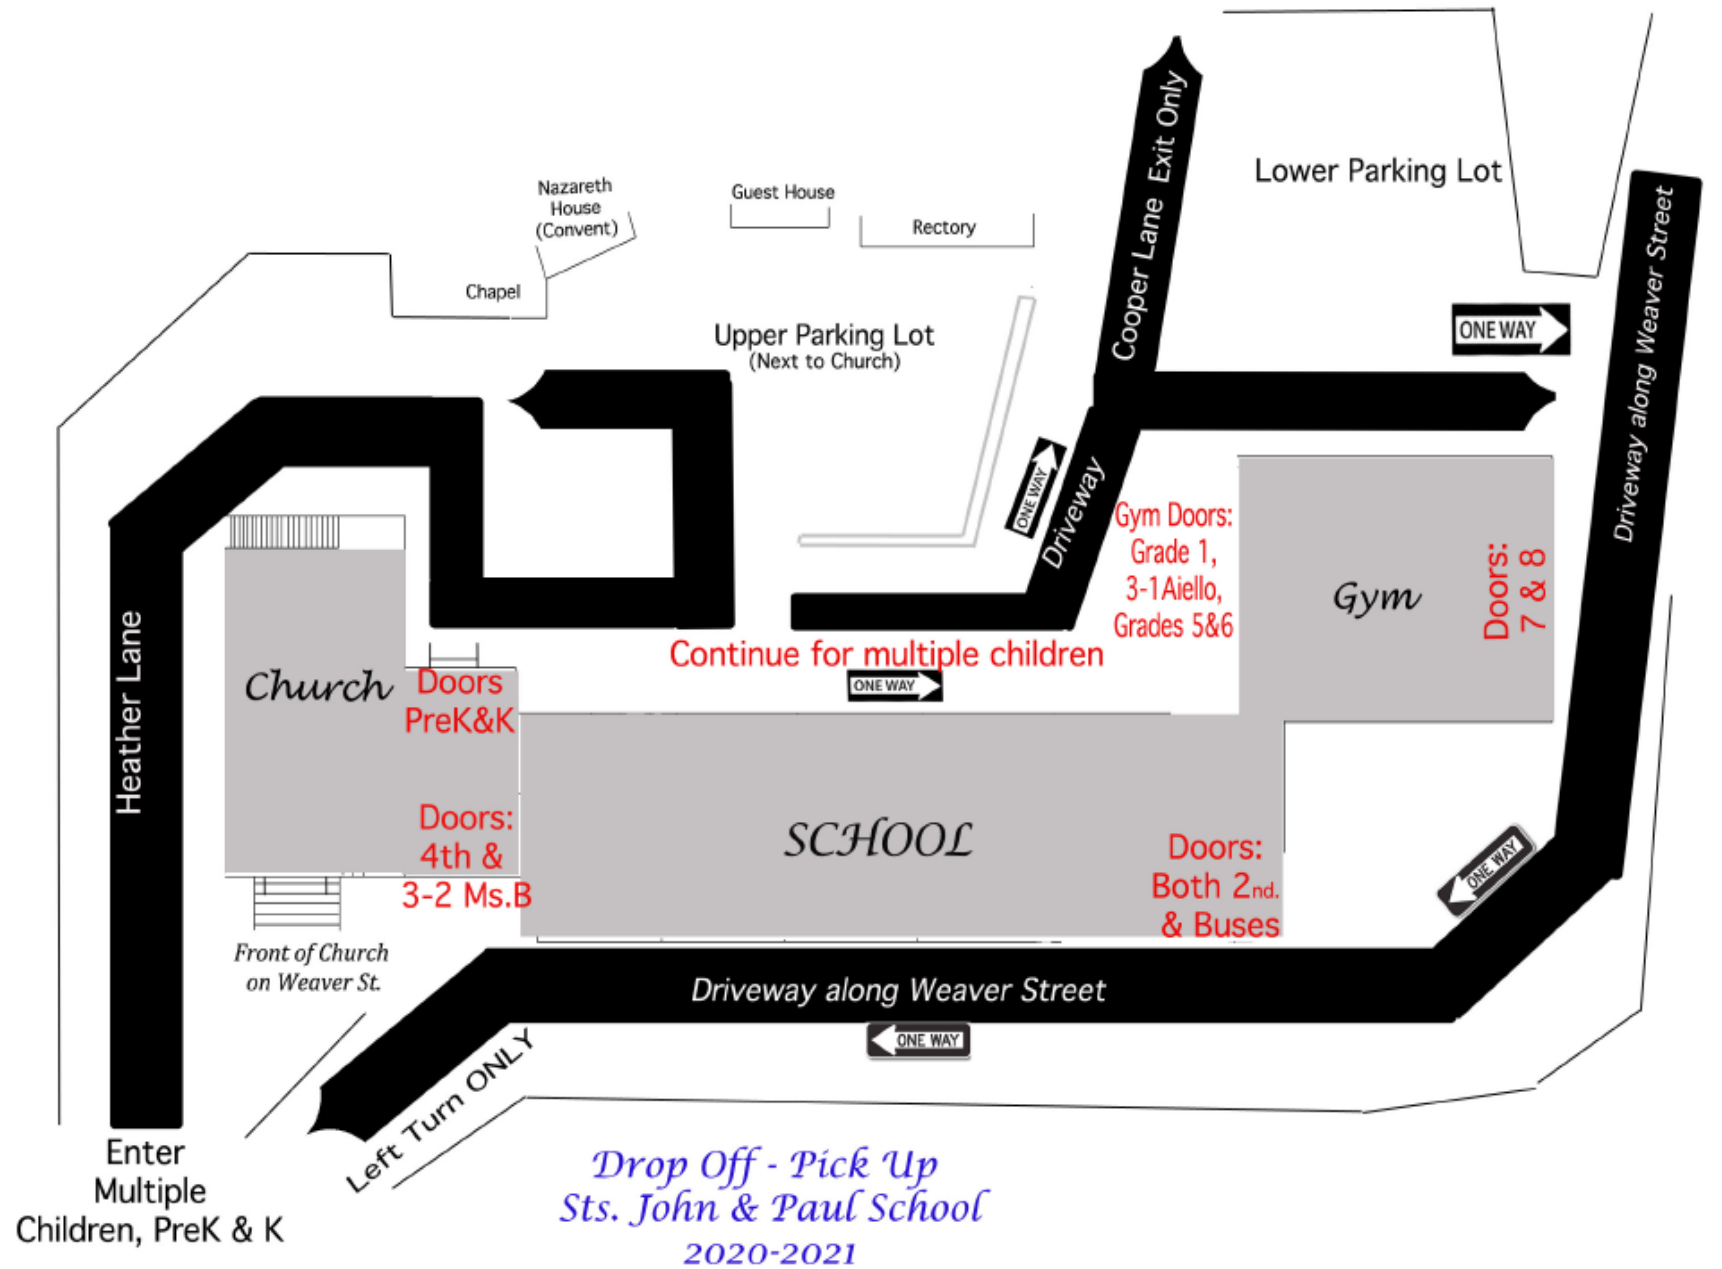 Nazareth
House
(Convent)
Guest House
Rectory
Chapel
Upper Parking Lot
(Next to Church)
Cooper Lane Exit Only
Lower Parking Lot
ONE WAY
Driveway along Weaver Street
ONE WAY
Driveway
Gym Doors:
Grade 1,
3-1Aiello,
Grades 5&6
Gym
Doors:
7 & 8
Continue for multiple children
ONE WAY
Heather Lane
Church
Doors
PreK&K
Doors:
4th &
3-2 Ms.B
SCHOOL
Doors:
Both 2nd.
& Buses
ONE WAY
Front of Church
on Weaver St.
Driveway along Weaver Street
ONE WAY
Left Turn ONLY
Enter
Multiple
Children, PreK & K
Drop Off - Pick Up
Sts. John & Paul School
2020-2021